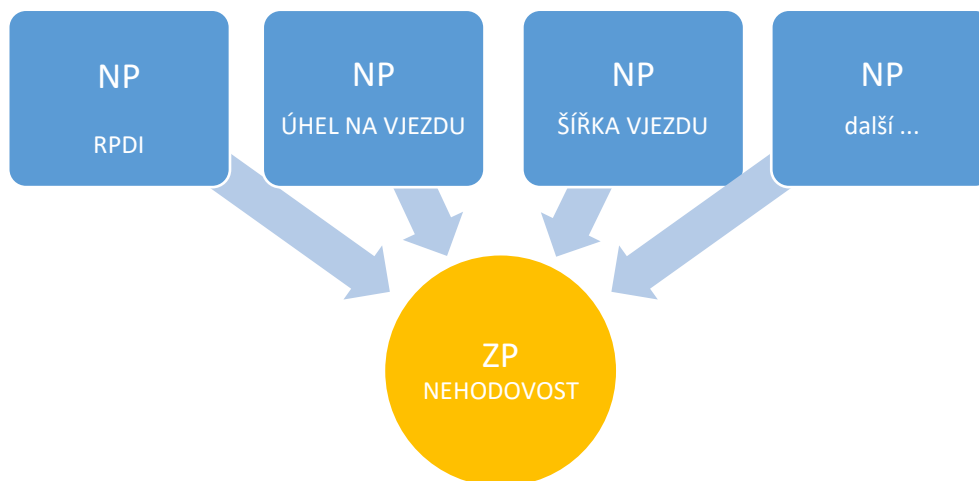 NP
RPDI
NP
ÚHEL NA VJEZDU
NP
ŠÍŘKA VJEZDU
NP
další ...
ZP
NEHODOVOST